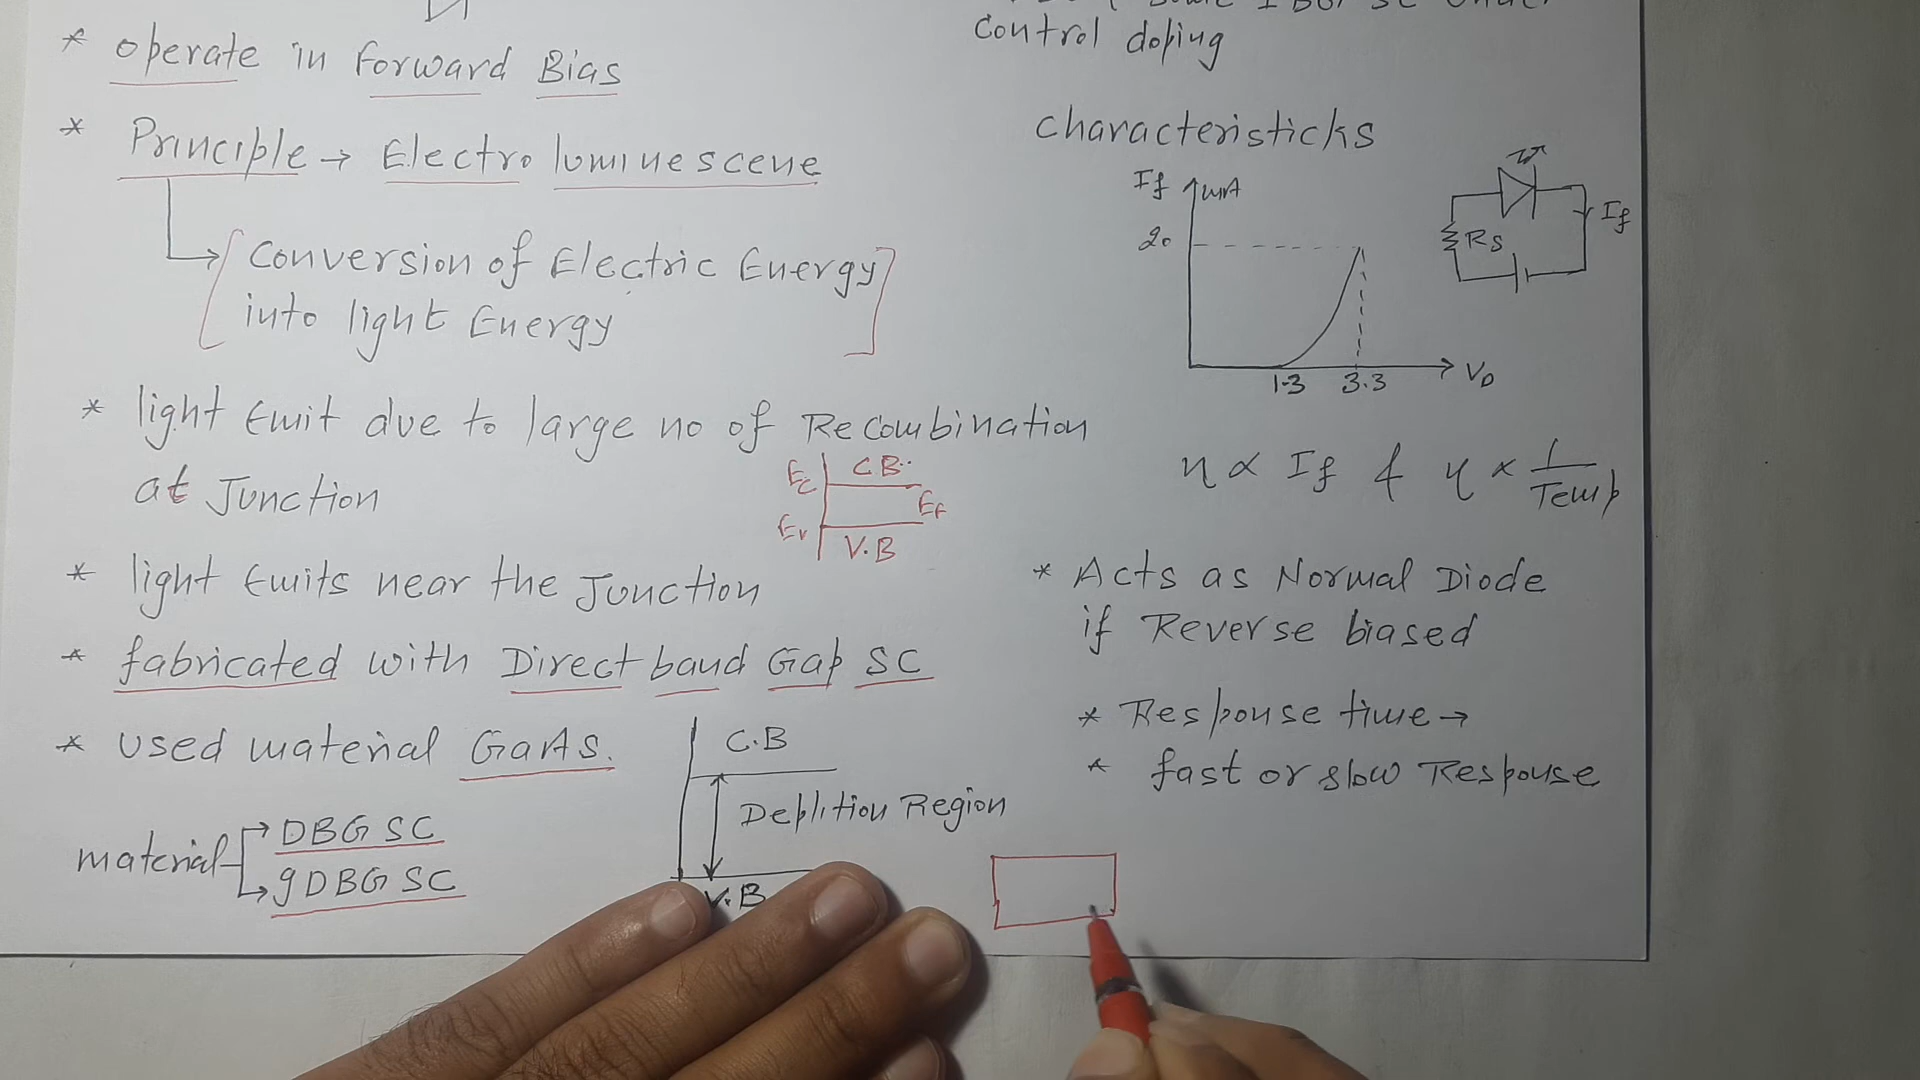 * operate in forward Bias
* Principle → Electro luminescene
Conversion of Electric Energy
into light Energy
* light Emit due to large no of Recombination
at Junction
Ec C.B.
Ef
Ev V.B
* light Emits near the Junction
* fabricated with Direct band Gap SC
* used material GaAs.
C.B
Deplition Region
V.B
material
DBG SC
gDBG SC
Control doping
characteristicks
If mA
20
1.3 3.3 VD
Rs If
η ∝ If & η ∝ 1/Temp
* Acts as Normal Diode
if Reverse biased
* Response time →
* fast or slow Response